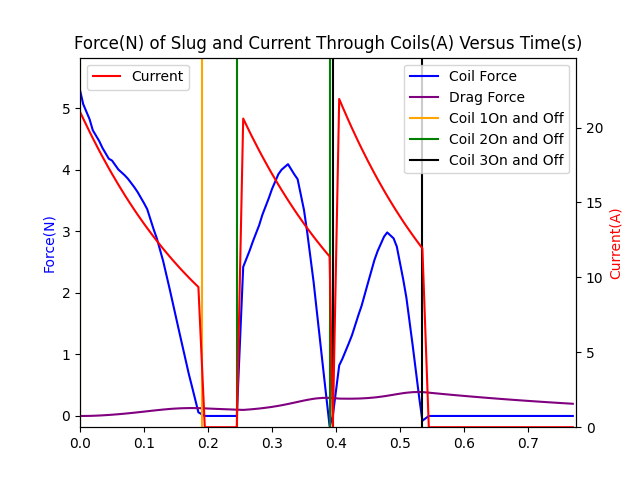 Force(N) of Slug and Current Through Coils(A) Versus Time(s)
Current
Coil Force
Drag Force
Coil 1On and Off
Coil 2On and Off
Coil 3On and Off
Force(N)
5
4
3
2
1
0
Current(A)
20
15
10
5
0
0.0 0.1 0.2 0.3 0.4 0.5 0.6 0.7